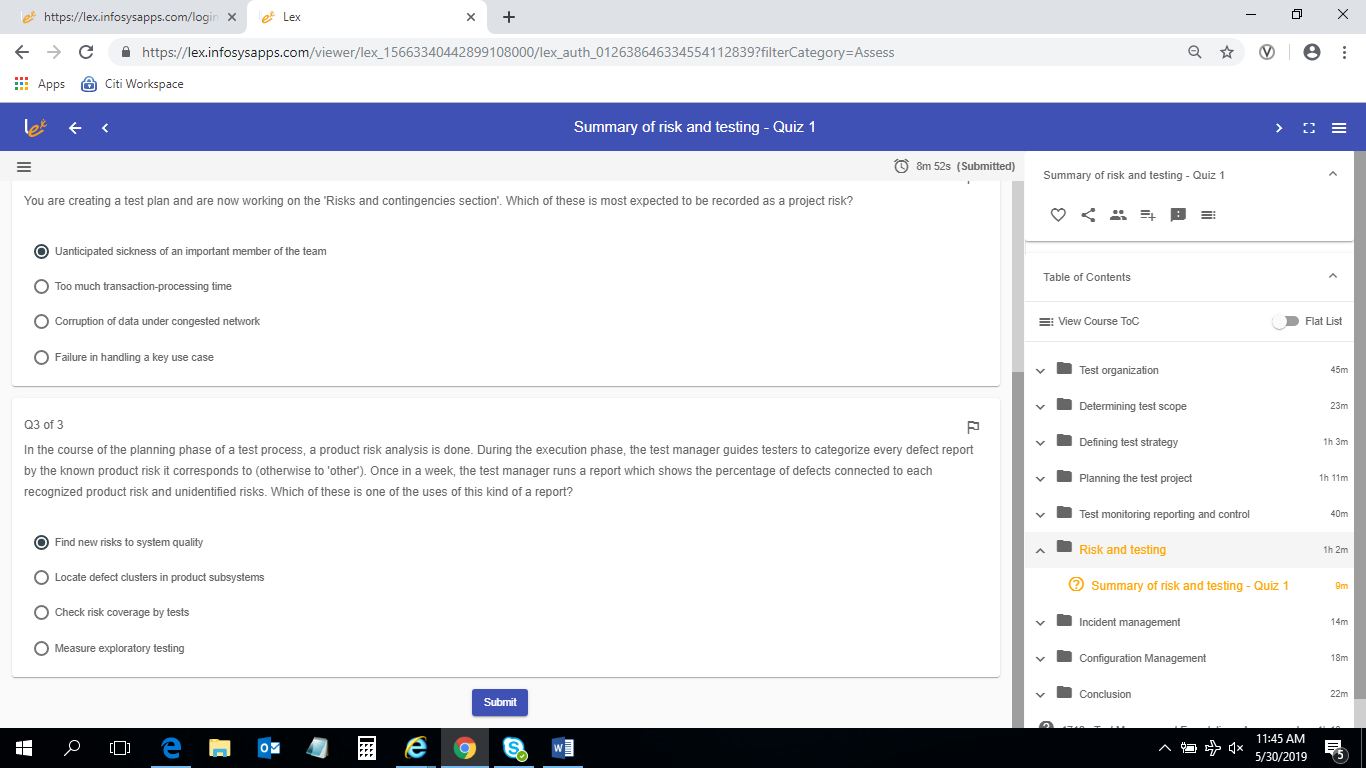 https://lex.infosysapps.com/login
Lex
https://lex.infosysapps.com/viewer/lex_15663340442899108000/lex_auth_012638646334554112839?filterCategory=Assess
Apps
Citi Workspace
Lex
Summary of risk and testing - Quiz 1
8m 52s (Submitted)
You are creating a test plan and are now working on the 'Risks and contingencies section'. Which of these is most expected to be recorded as a project risk?
Uanticipated sickness of an important member of the team
Too much transaction-processing time
Corruption of data under congested network
Failure in handling a key use case
Q3 of 3
In the course of the planning phase of a test process, a product risk analysis is done. During the execution phase, the test manager guides testers to categorize every defect report
by the known product risk it corresponds to (otherwise to 'other'). Once in a week, the test manager runs a report which shows the percentage of defects connected to each
recognized product risk and unidentified risks. Which of these is one of the uses of this kind of a report?
Find new risks to system quality
Locate defect clusters in product subsystems
Check risk coverage by tests
Measure exploratory testing
Submit
Summary of risk and testing - Quiz 1
Table of Contents
View Course ToC
Flat List
Test organization 45m
Determining test scope 23m
Defining test strategy 1h 3m
Planning the test project 1h 11m
Test monitoring reporting and control 40m
Risk and testing 1h 2m
Summary of risk and testing - Quiz 1 9m
Incident management 14m
Configuration Management 18m
Conclusion 22m
11:45 AM
5/30/2019
5